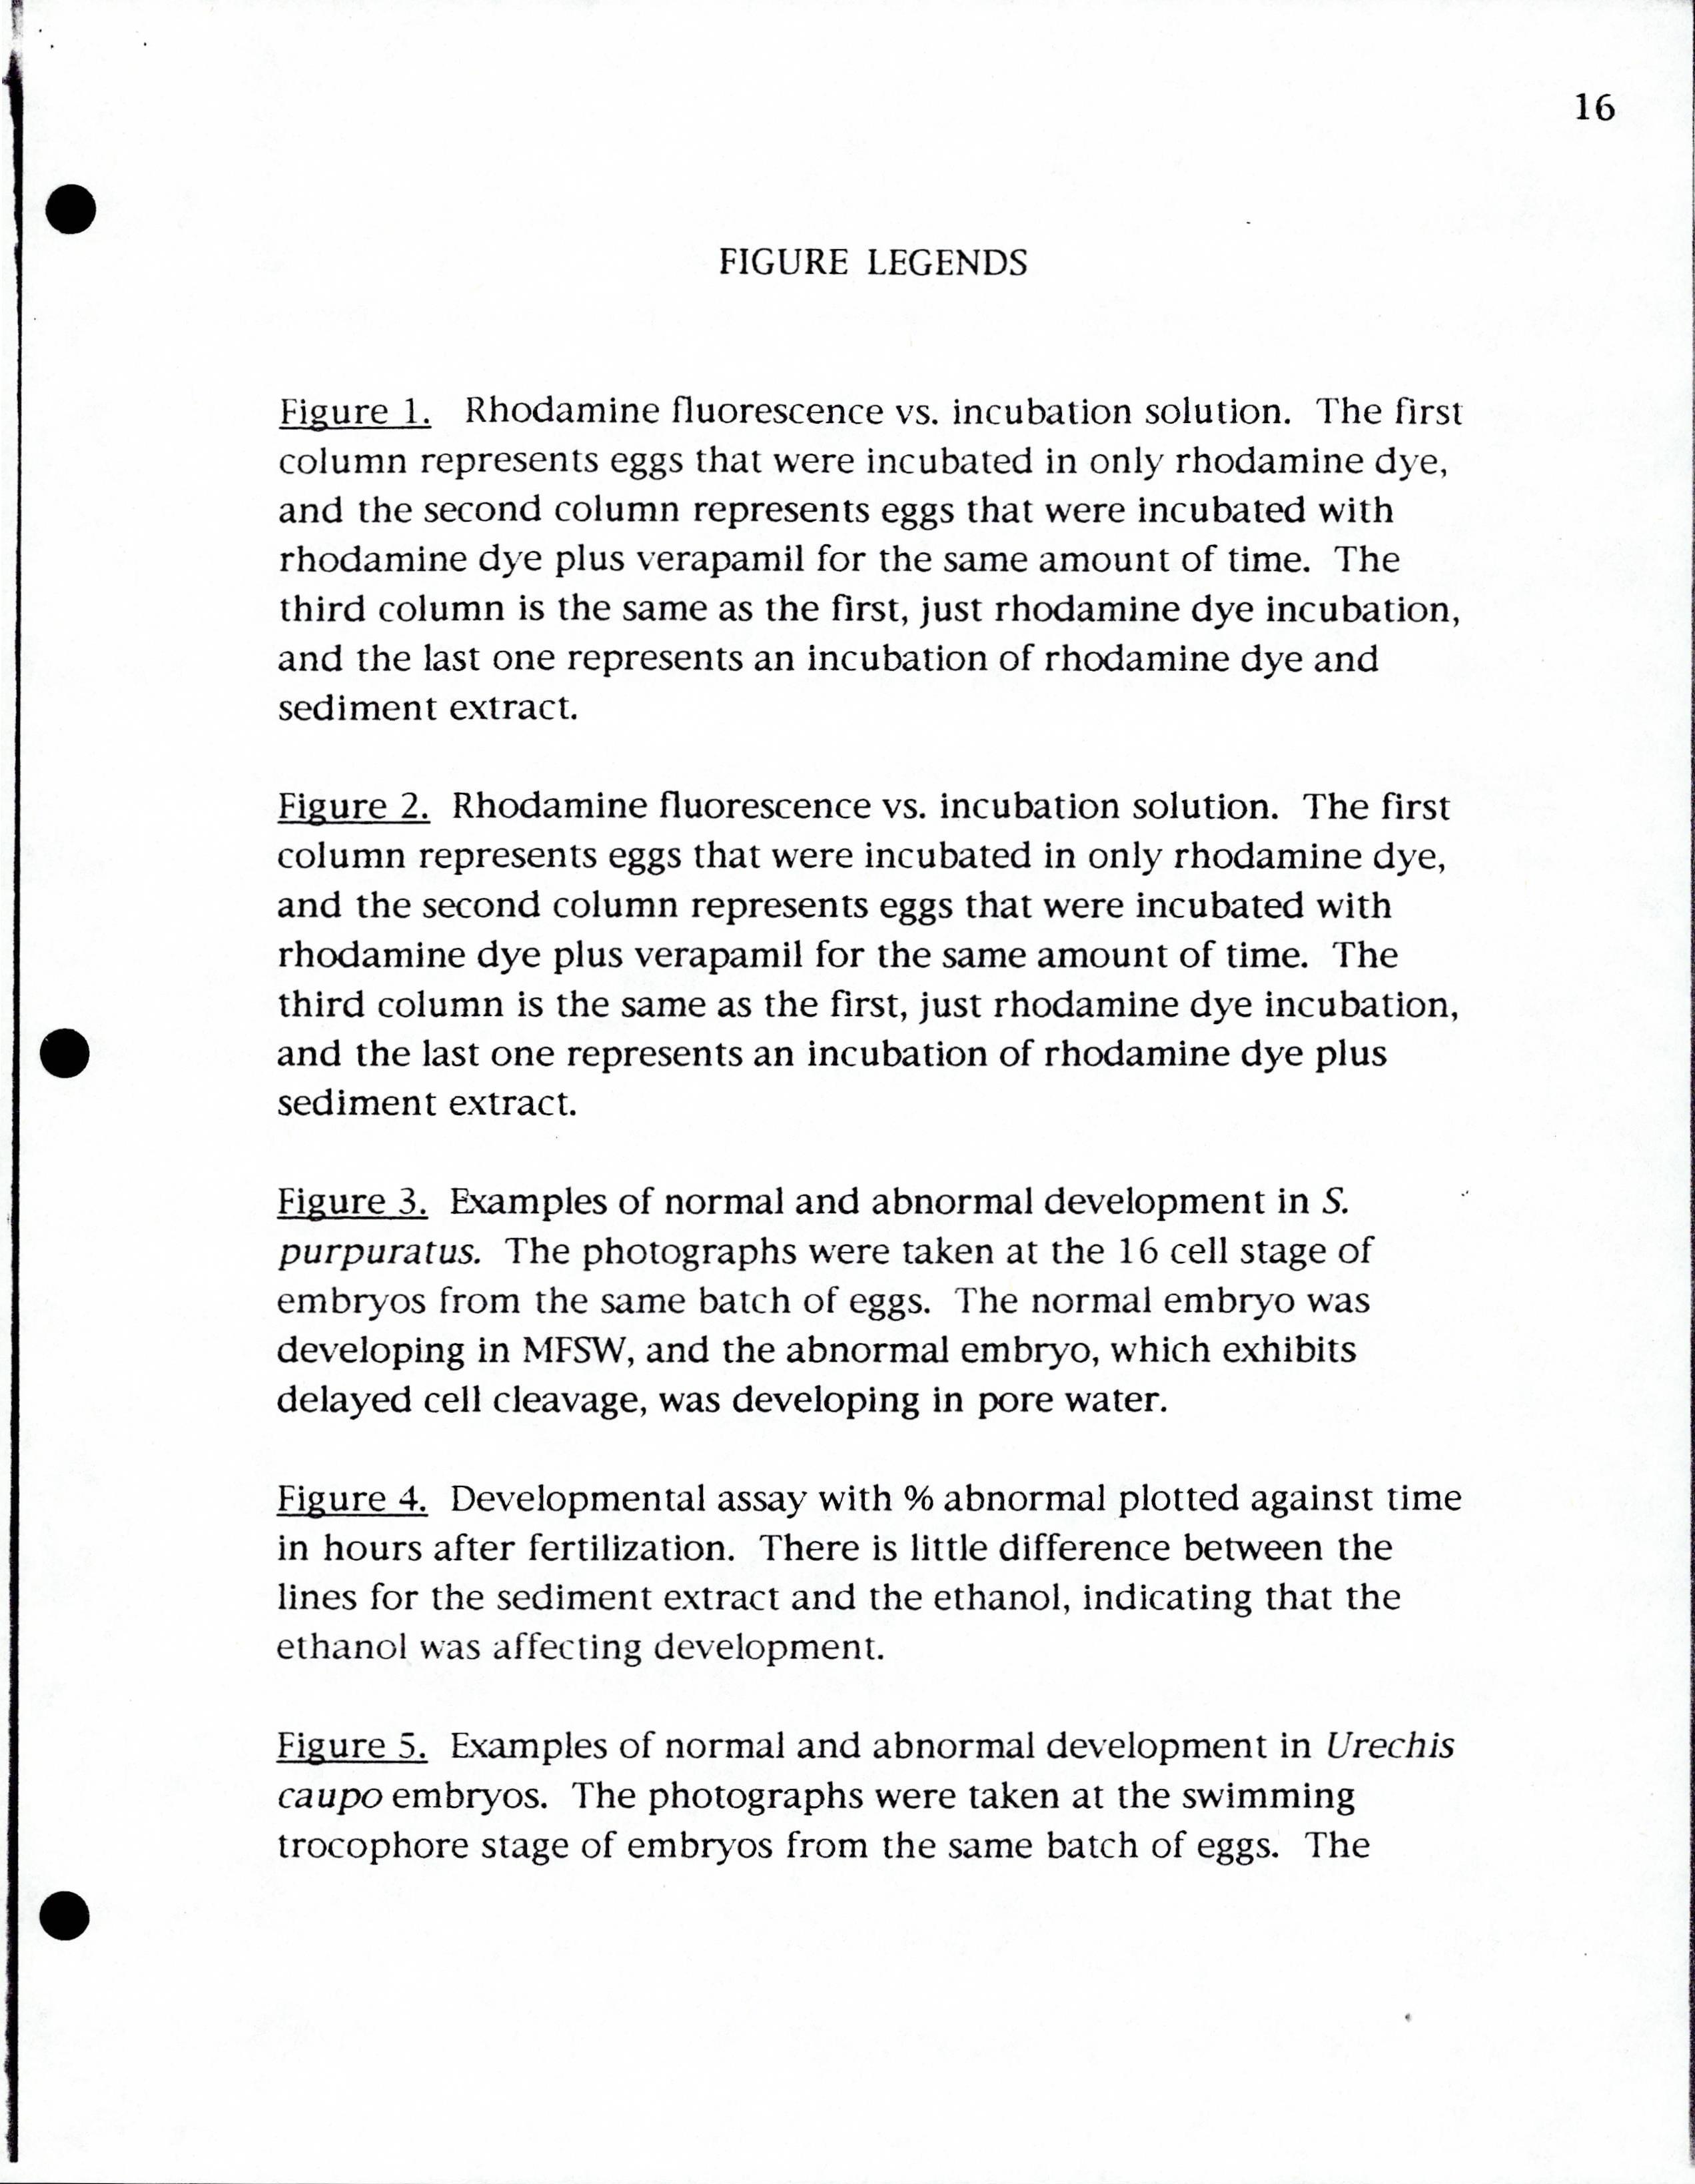 16
FIGURE LEGENDS
Figure 1. Rhodamine fluorescence vs. incubation solution. The first
column represents eggs that were incubated in only rhodamine dye,
and the second column represents eggs that were incubated with
rhodamine dye plus verapamil for the same amount of time. The
third column is the same as the first, just rhodamine dye incubation,
and the last one represents an incubation of rhodamine dye and
sediment extract.
Figure 2. Rhodamine fluorescence vs. incubation solution. The first
column represents eggs that were incubated in only rhodamine dye,
and the second column represents eggs that were incubated with
rhodamine dye plus verapamil for the same amount of time. The
third column is the same as the first, just rhodamine dye incubation,
and the last one represents an incubation of rhodamine dye plus
sediment extract.
Figure 3. Examples of normal and abnormal development in S.
purpuratus. The photographs were taken at the 16 cell stage of
embryos from the same batch of eggs. The normal embryo was
developing in MFSW, and the abnormal embryo, which exhibits
delayed cell cleavage, was developing in pore water.
Figure 4. Developmental assay with % abnormal plotted against time
in hours after fertilization. There is little difference between the
lines for the sediment extract and the ethanol, indicating that the
ethanol was affecting development.
Figure 5. Examples of normal and abnormal development in Urechis
caupo embryos. The photographs were taken at the swimming
trocophore stage of embryos from the same batch of eggs. The